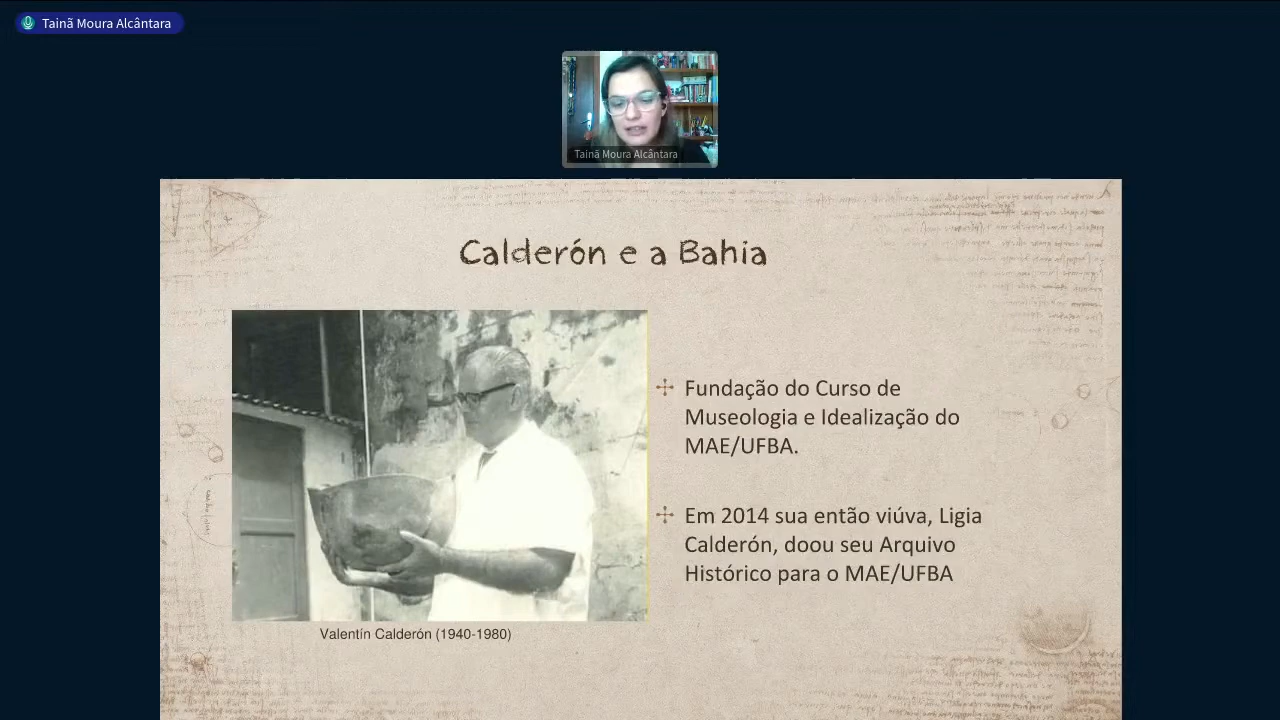 Tainã Moura Alcântara
Tainã Moura Alcântara
Calderón e a Bahia
Fundação do Curso de
Museologia e Idealização do
MAE/UFBA.
Em 2014 sua então viúva, Ligia
Calderón, doou seu Arquivo
Histórico para o MAE/UFBA
Valentín Calderón (1940-1980)